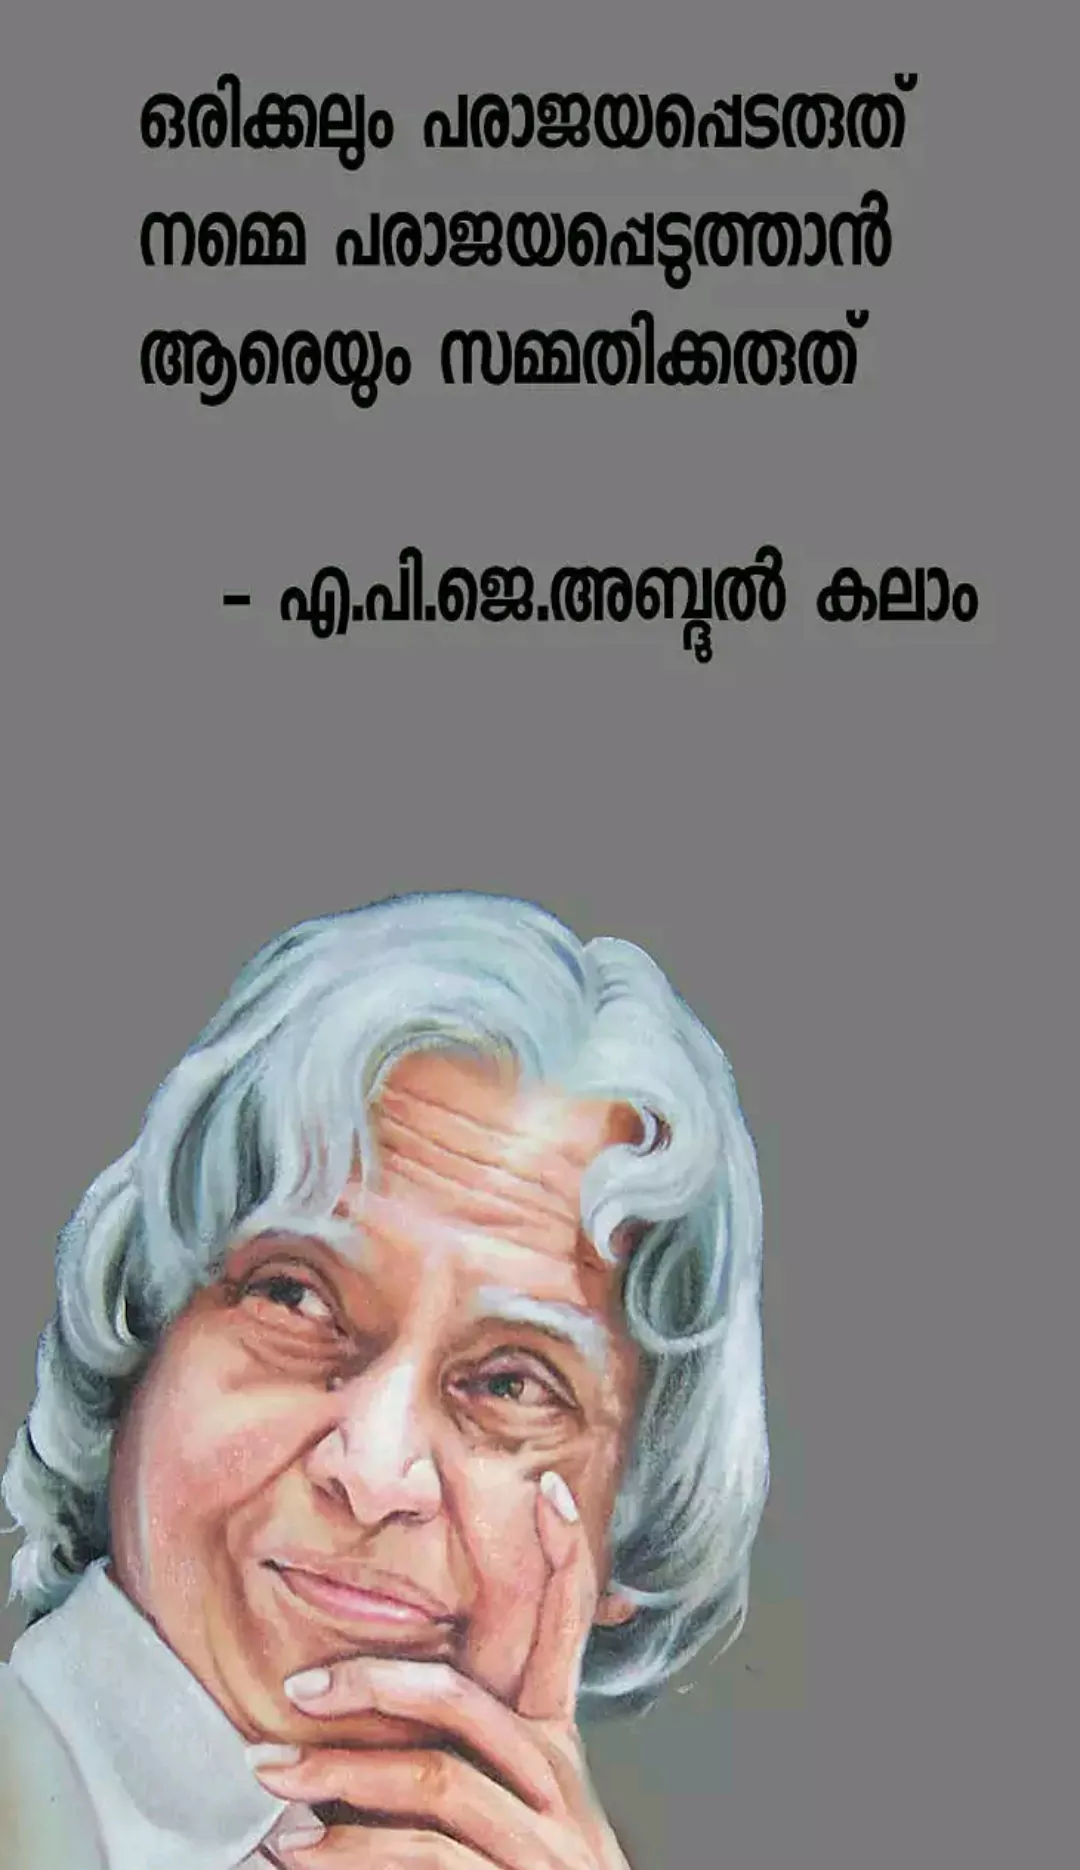 ഒരിക്കലും പരാജയപ്പെടരുത്
നമ്മെ പരാജയപ്പെടുത്താൻ
ആരെയും സമ്മതിക്കരുത്
- എ.പി.ജെ.അബ്ദുൽ കലാം